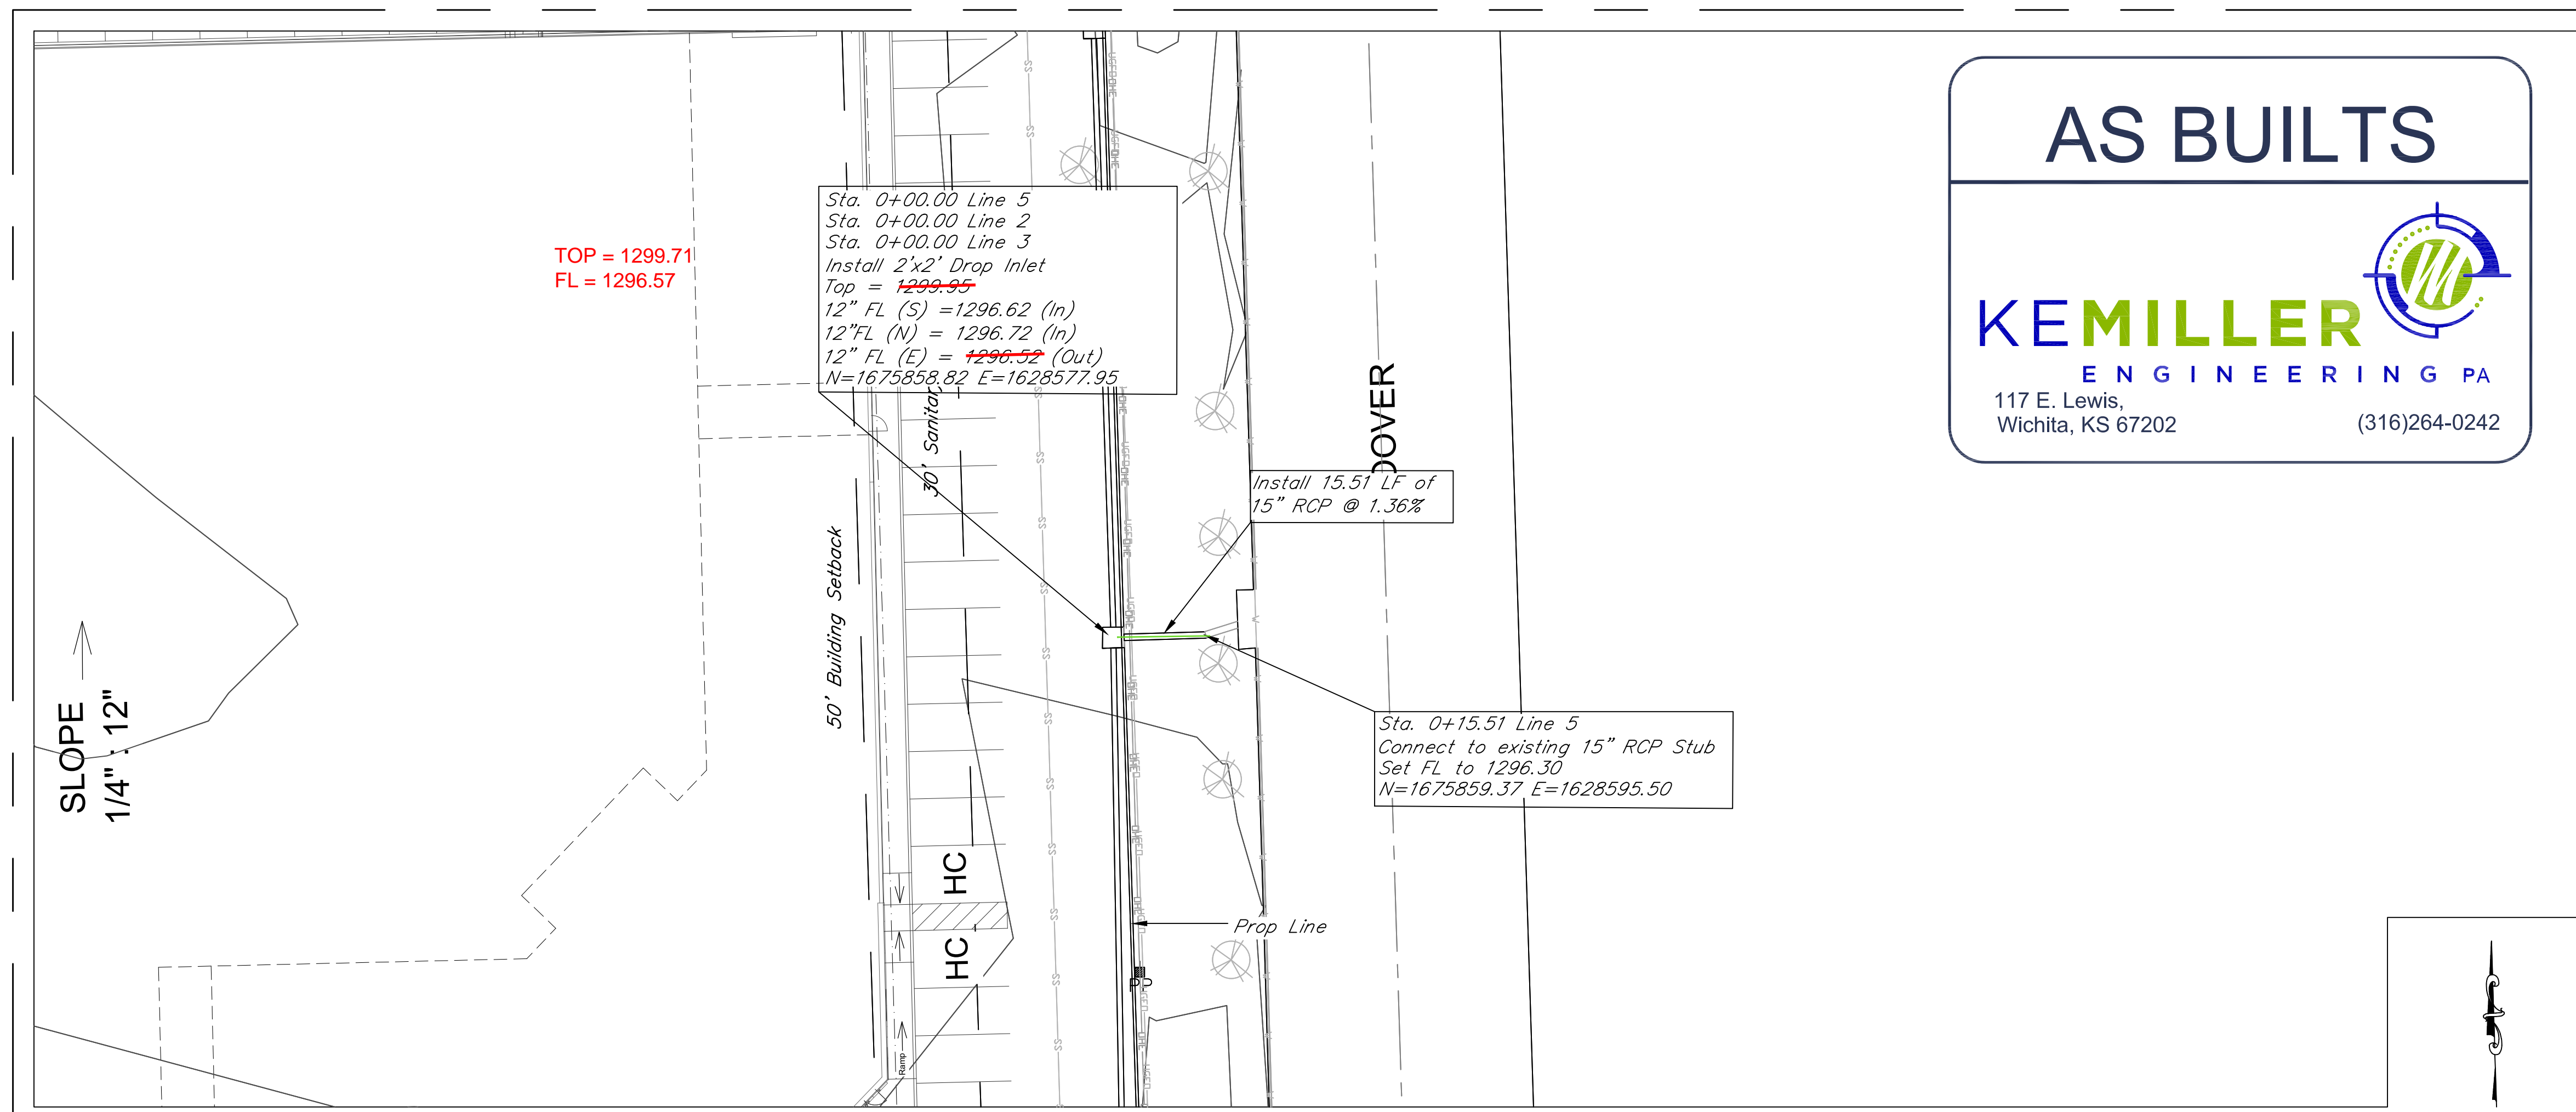 AS BUILTS
KEMILLER
ENGINEERING PA
117 E. Lewis,
Wichita, KS 67202
(316)264-0242
TOP = 1299.71
FL = 1296.57
Sta. 0+00.00 Line 5
Sta. 0+00.00 Line 2
Sta. 0+00.00 Line 3
Install 2'x2' Drop Inlet
Top = 1299.95
12" FL (S) =1296.62 (In)
12"FL (N) = 1296.72 (In)
12" FL (E) = 1296.52 (Out)
N=1675858.82 E=1628577.95
30' Sanitar
50' Building Setback
DOVER
Install 15.51 LF of
15" RCP @ 1.36%
Sta. 0+15.51 Line 5
Connect to existing 15" RCP Stub
Set FL to 1296.30
N=1675859.37 E=1628595.50
SLOPE
1/4" : 12"
HC
HC
Prop Line
PP
Ramp